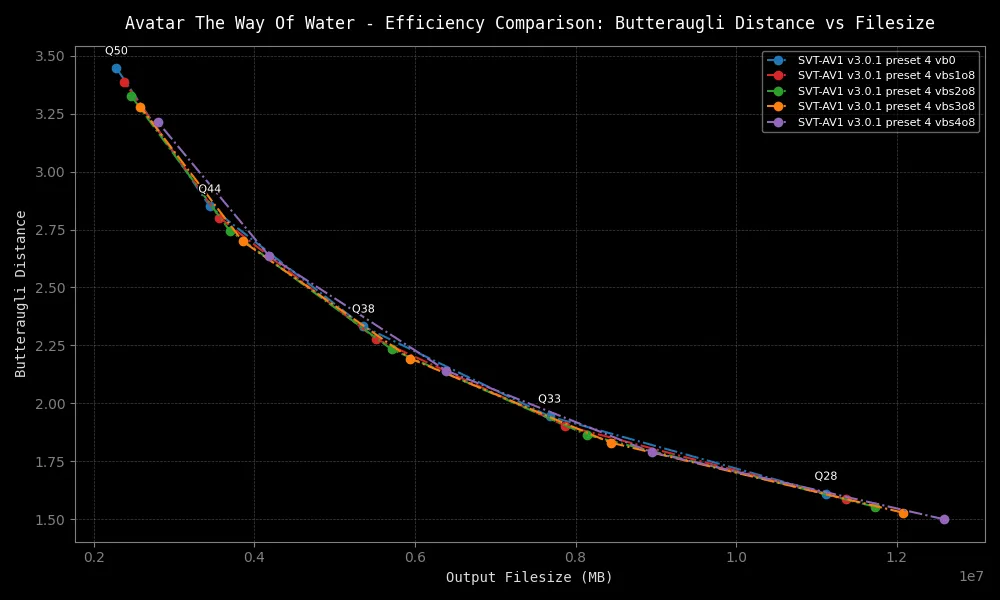 Avatar The Way Of Water - Efficiency Comparison: Butteraugli Distance vs Filesize
Q50
SVT-AV1 v3.0.1 preset 4 vb0
SVT-AV1 v3.0.1 preset 4 vbs1o8
SVT-AV1 v3.0.1 preset 4 vbs2o8
SVT-AV1 v3.0.1 preset 4 vbs3o8
SVT-AV1 v3.0.1 preset 4 vbs4o8
Q44
Q38
Q33
Q28
Butteraugli Distance
3.50
3.25
3.00
2.75
2.50
2.25
2.00
1.75
1.50
0.2
0.4
0.6
0.8
1.0
1.2
1e7
Output Filesize (MB)